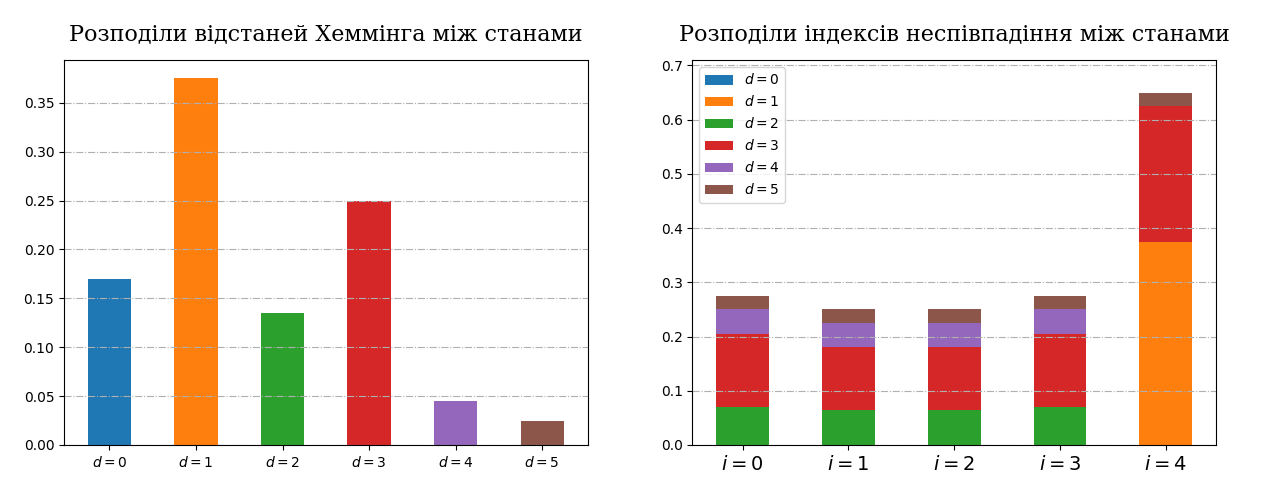 Розподіли відстаней Хеммінга між станами
0.35
0.30
0.25
0.20
0.15
0.10
0.05
0.00
d = 0
d = 1
d = 2
d = 3
d = 4
d = 5
Розподіли індексів неспівпадіння між станами
0.7
0.6
0.5
0.4
0.3
0.2
0.1
0.0
d = 0
d = 1
d = 2
d = 3
d = 4
d = 5
i = 0
i = 1
i = 2
i = 3
i = 4